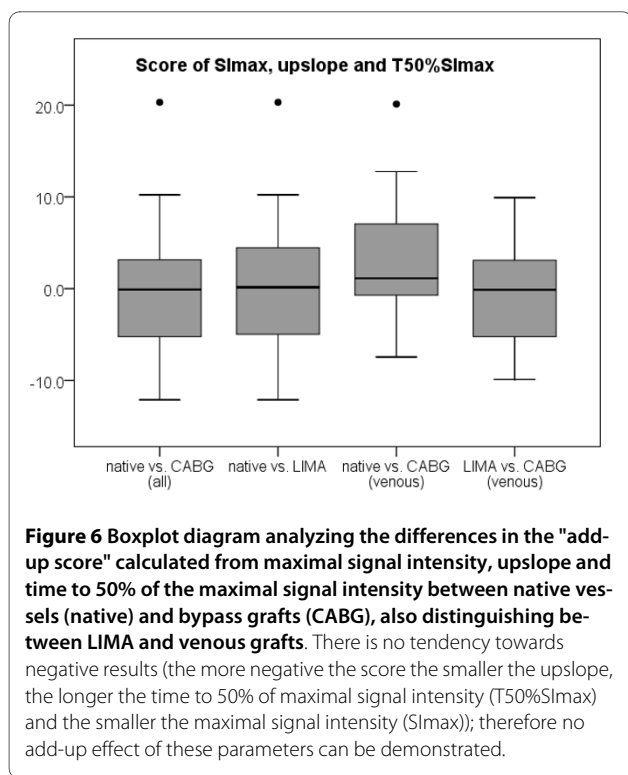 Score of SImax, upslope and T50%SImax
20.0
10.0
0.0
-10.0
native vs. CABG (all)
native vs. LIMA
native vs. CABG (venous)
LIMA vs. CABG (venous)
Figure 6 Boxplot diagram analyzing the differences in the "add-
up score" calculated from maximal signal intensity, upslope and
time to 50% of the maximal signal intensity between native ves-
sels (native) and bypass grafts (CABG), also distinguishing be-
tween LIMA and venous grafts. There is no tendency towards
negative results (the more negative the score the smaller the upslope,
the longer the time to 50% of maximal signal intensity (T50%SImax)
and the smaller the maximal signal intensity (SImax)); therefore no
add-up effect of these parameters can be demonstrated.